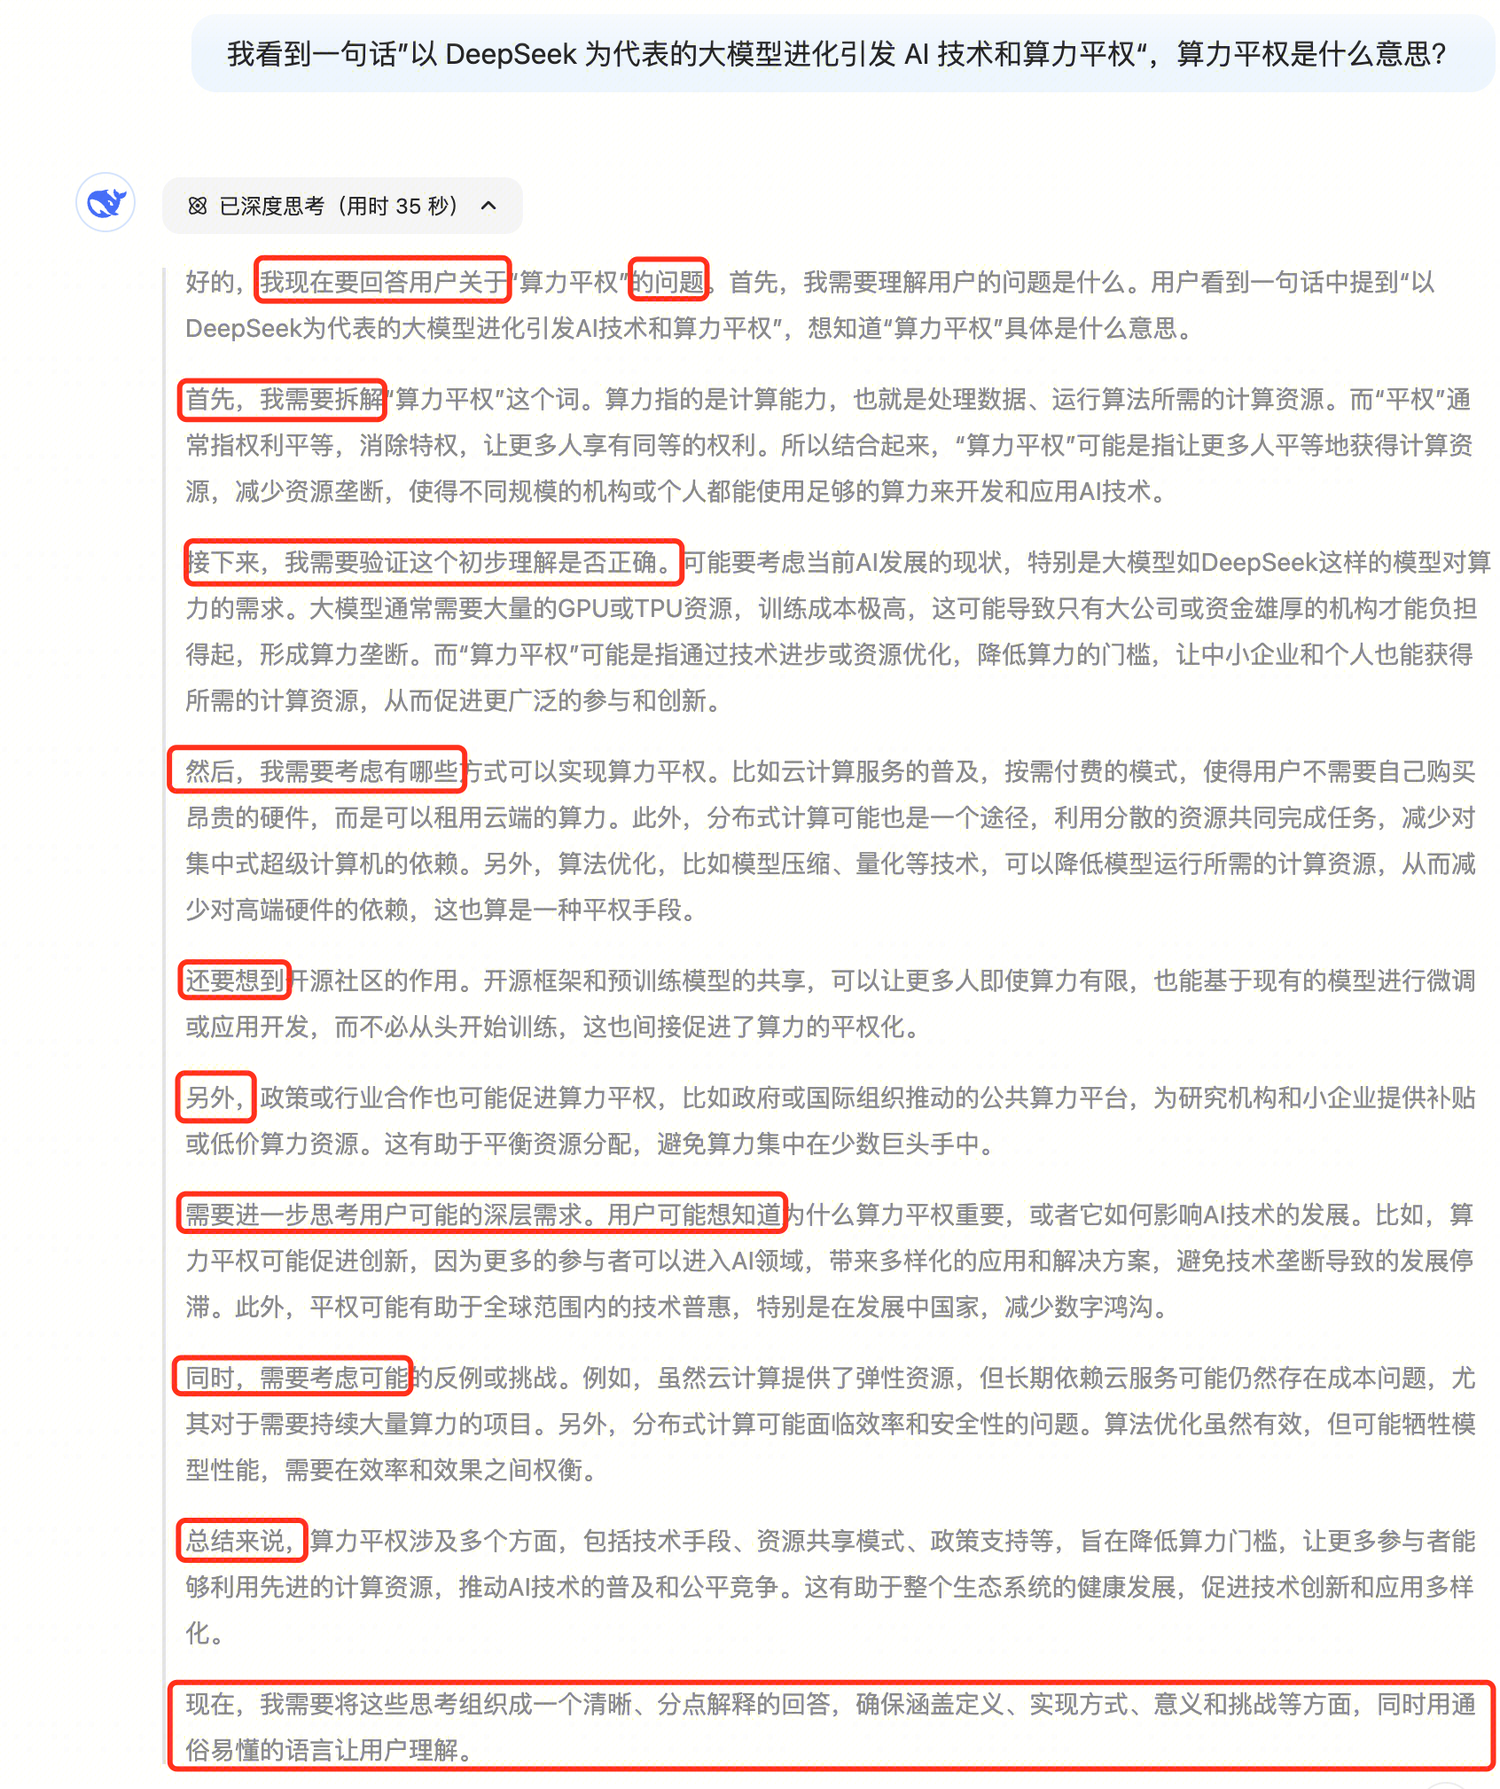 我看到一句话”以 DeepSeek 为代表的大模型进化引发 AI 技术和算力平权“，算力平权是什么意思？
已深度思考（用时 35 秒）
好的，我现在要回答用户关于“算力平权”的问题。首先，我需要理解用户的问题是什么。用户看到一句话中提到“以
DeepSeek为代表的大模型进化引发AI技术和算力平权”，想知道“算力平权”具体是什么意思。
首先，我需要拆解“算力平权”这个词。算力指的是计算能力，也就是处理数据、运行算法所需的计算资源。而“平权”通
常指权利平等，消除特权，让更多人享有同等的权利。所以结合起来，“算力平权”可能是指让更多人平等地获得计算资
源，减少资源垄断，使得不同规模的机构或个人都能使用足够的算力来开发和应用AI技术。
接下来，我需要验证这个初步理解是否正确。可能要考虑当前AI发展的现状，特别是大模型如DeepSeek这样的模型对算
力的需求。大模型通常需要大量的GPU或TPU资源，训练成本极高，这可能导致只有大公司或资金雄厚的机构才能负担
得起，形成算力垄断。而“算力平权”可能是指通过技术进步或资源优化，降低算力的门槛，让中小企业和个人也能获得
所需的计算资源，从而促进更广泛的参与和创新。
然后，我需要考虑有哪些方式可以实现算力平权。比如云计算服务的普及，按需付费的模式，使得用户不需要自己购买
昂贵的硬件，而是可以租用云端的算力。此外，分布式计算可能也是一个途径，利用分散的资源共同完成任务，减少对
集中式超级计算机的依赖。另外，算法优化，比如模型压缩、量化等技术，可以降低模型运行所需的计算资源，从而减
少对高端硬件的依赖，这也算是一种平权手段。
还要想到开源社区的作用。开源框架和预训练模型的共享，可以让更多人即使算力有限，也能基于现有的模型进行微调
或应用开发，而不必从头开始训练，这也间接促进了算力的平权化。
另外，政策或行业合作也可能促进算力平权，比如政府或国际组织推动的公共算力平台，为研究机构和小企业提供补贴
或低价算力资源。这有助于平衡资源分配，避免算力集中在少数巨头手中。
需要进一步思考用户可能的深层需求。用户可能想知道为什么算力平权重要，或者它如何影响AI技术的发展。比如，算
力平权可能促进创新，因为更多的参与者可以进入AI领域，带来多样化的应用和解决方案，避免技术垄断导致的发展停
滞。此外，平权可能有助于全球范围内的技术普惠，特别是在发展中国家，减少数字鸿沟。
同时，需要考虑可能的反例或挑战。例如，虽然云计算提供了弹性资源，但长期依赖云服务可能仍然存在成本问题，尤
其对于需要持续大量算力的项目。另外，分布式计算可能面临效率和安全性的问题。算法优化虽然有效，但可能牺牲模
型性能，需要在效率和效果之间权衡。
总结来说，算力平权涉及多个方面，包括技术手段、资源共享模式、政策支持等，旨在降低算力门槛，让更多参与者能
够利用先进的计算资源，推动AI技术的普及和公平竞争。这有助于整个生态系统的健康发展，促进技术创新和应用多样
化。
现在，我需要将这些思考组织成一个清晰、分点解释的回答，确保涵盖定义、实现方式、意义和挑战等方面，同时用通
俗易懂的语言让用户理解。